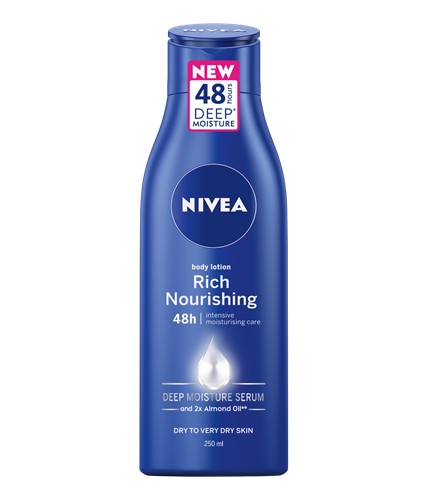 NEW
48 hours
DEEP*
MOISTURE
NIVEA
body lotion
Rich
Nourishing
48h | intensive
moisturising care
DEEP MOISTURE SERUM
and 2x Almond Oil**
DRY TO VERY DRY SKIN
250 ml